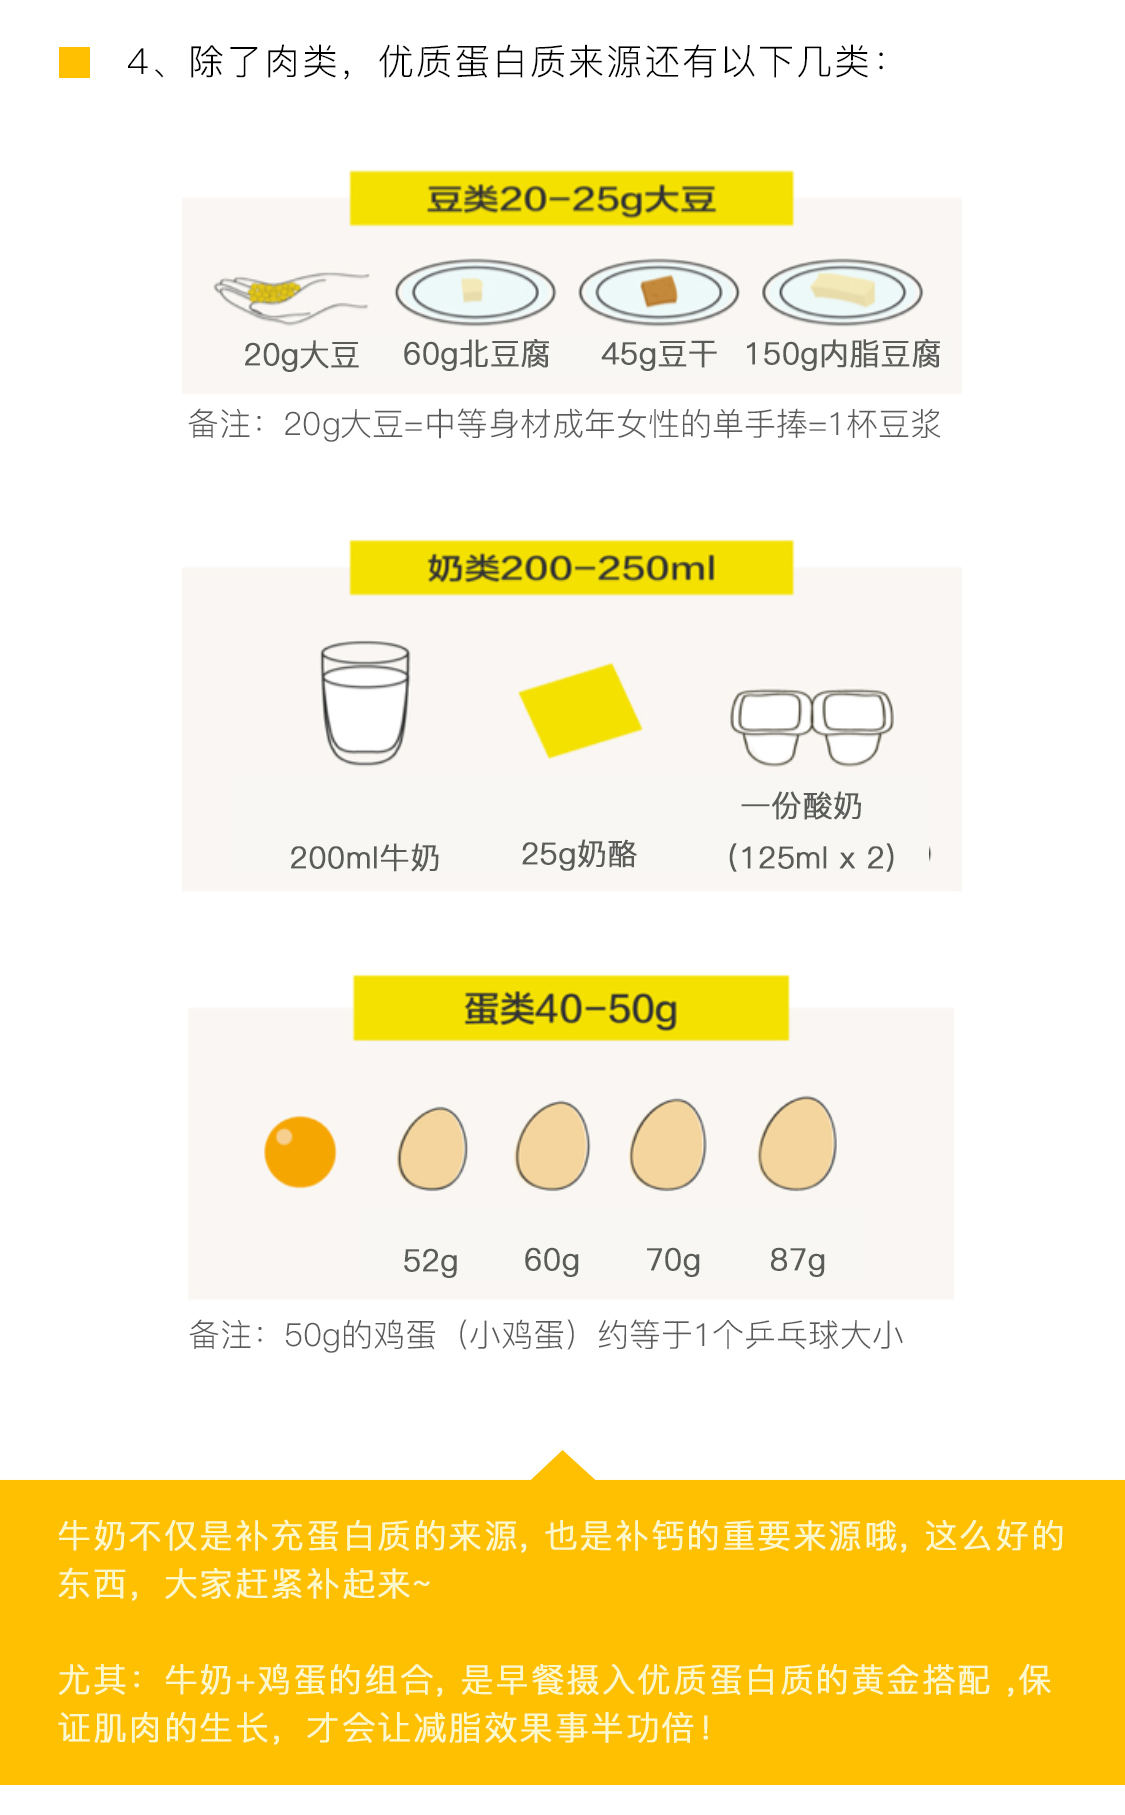 4、除了肉类，优质蛋白质来源还有以下几类：
豆类20-25g大豆
20g大豆 60g北豆腐 45g豆干 150g内脂豆腐
备注：20g大豆=中等身材成年女性的单手捧=1杯豆浆
奶类200-250ml
一份酸奶
200ml牛奶 25g奶酪 (125ml x 2) )
蛋类40-50g
52g 60g 70g 87g
备注：50g的鸡蛋（小鸡蛋）约等于1个乒乓球大小
牛奶不仅是补充蛋白质的来源, 也是补钙的重要来源哦, 这么好的
东西，大家赶紧补起来~
尤其：牛奶+鸡蛋的组合, 是早餐摄入优质蛋白质的黄金搭配 ,保
证肌肉的生长，才会让减脂效果事半功倍！